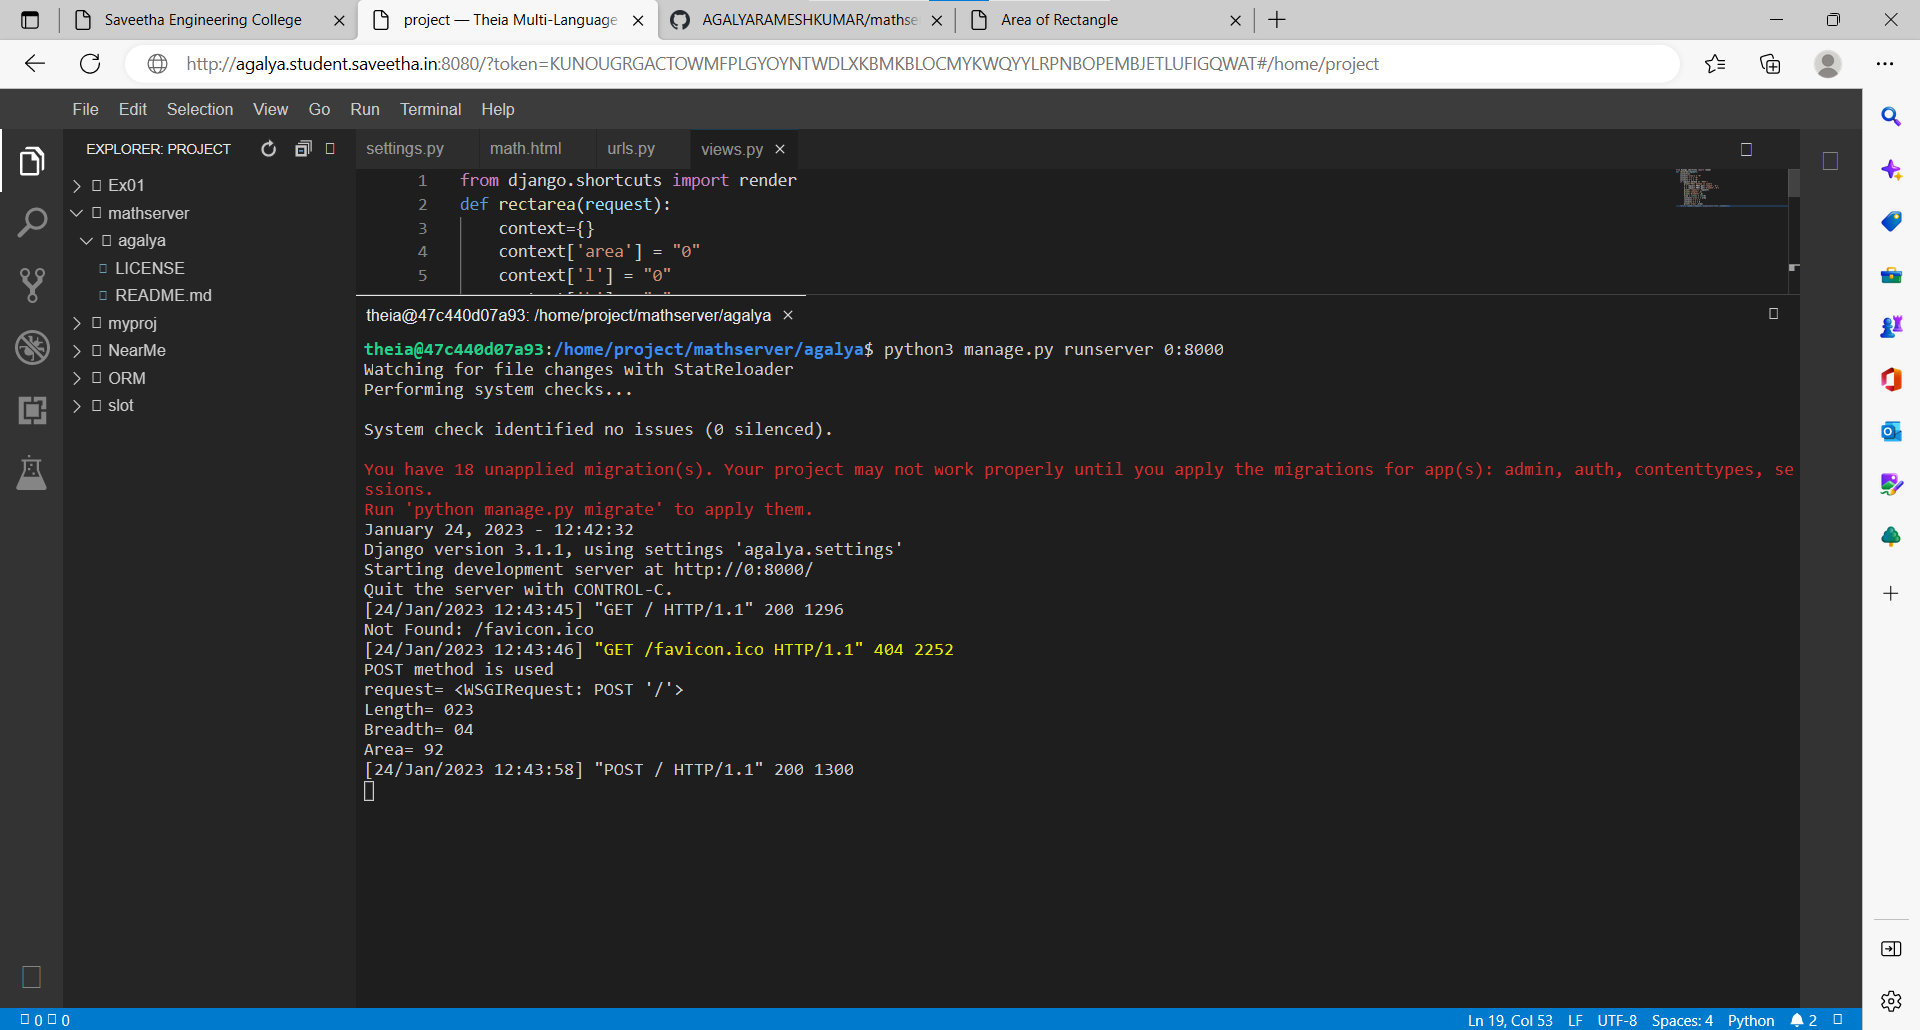 Saveetha Engineering College
project — Theia Multi-Language
AGALYARAMESHKUMAR/mathse
Area of Rectangle
http://agalya.student.saveetha.in:8080/?token=KUNOUGRGACTOWMFPLGYOYNTWDLXKBMKBLOCMYKWQYYLRPNBOPEMBJETLUFIGQWAT#/home/project
File Edit Selection View Go Run Terminal Help
EXPLORER: PROJECT
Ex01
mathserver
agalya
LICENSE
README.md
myproj
NearMe
ORM
slot
settings.py math.html urls.py views.py
1 from django.shortcuts import render
2 def rectarea(request):
3 context={}
4 context['area'] = "0"
5 context['l'] = "0"
theia@47c440d07a93: /home/project/mathserver/agalya
theia@47c440d07a93:/home/project/mathserver/agalya$ python3 manage.py runserver 0:8000
Watching for file changes with StatReloader
Performing system checks...
System check identified no issues (0 silenced).
You have 18 unapplied migration(s). Your project may not work properly until you apply the migrations for app(s): admin, auth, contenttypes, se
ssions.
Run 'python manage.py migrate' to apply them.
January 24, 2023 - 12:42:32
Django version 3.1.1, using settings 'agalya.settings'
Starting development server at http://0:8000/
Quit the server with CONTROL-C.
[24/Jan/2023 12:43:45] "GET / HTTP/1.1" 200 1296
Not Found: /favicon.ico
[24/Jan/2023 12:43:46] "GET /favicon.ico HTTP/1.1" 404 2252
POST method is used
request= <WSGIRequest: POST '/'>
Length= 023
Breadth= 04
Area= 92
[24/Jan/2023 12:43:58] "POST / HTTP/1.1" 200 1300
0 0
Ln 19, Col 53 LF UTF-8 Spaces: 4 Python 2